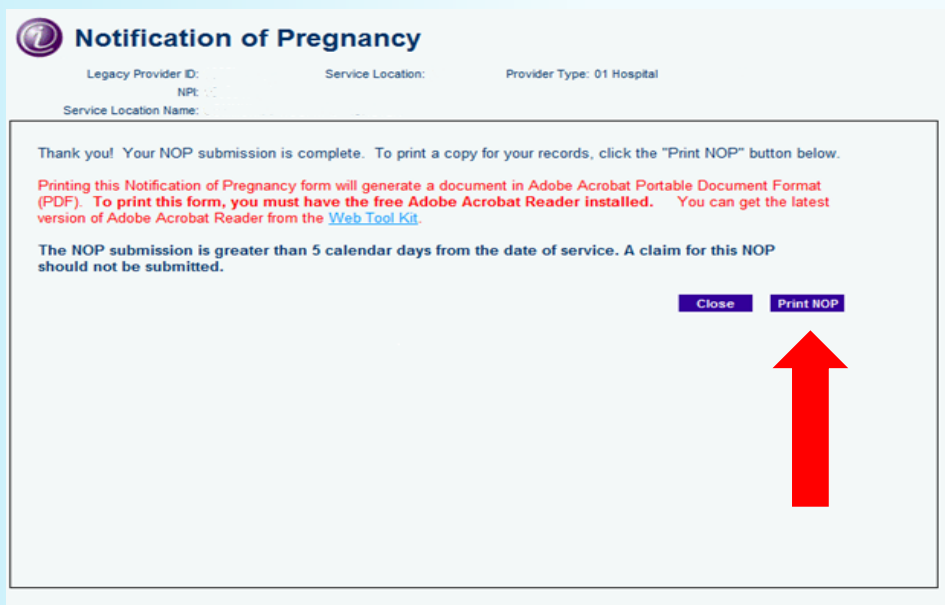 Notification of Pregnancy
Legacy Provider ID: Service Location: Provider Type: 01 Hospital
NPI:
Service Location Name:
Thank you! Your NOP submission is complete. To print a copy for your records, click the "Print NOP" button below.
Printing this Notification of Pregnancy form will generate a document in Adobe Acrobat Portable Document Format
(PDF). To print this form, you must have the free Adobe Acrobat Reader installed. You can get the latest
version of Adobe Acrobat Reader from the Web Tool Kit.
The NOP submission is greater than 5 calendar days from the date of service. A claim for this NOP
should not be submitted.
Close Print NOP